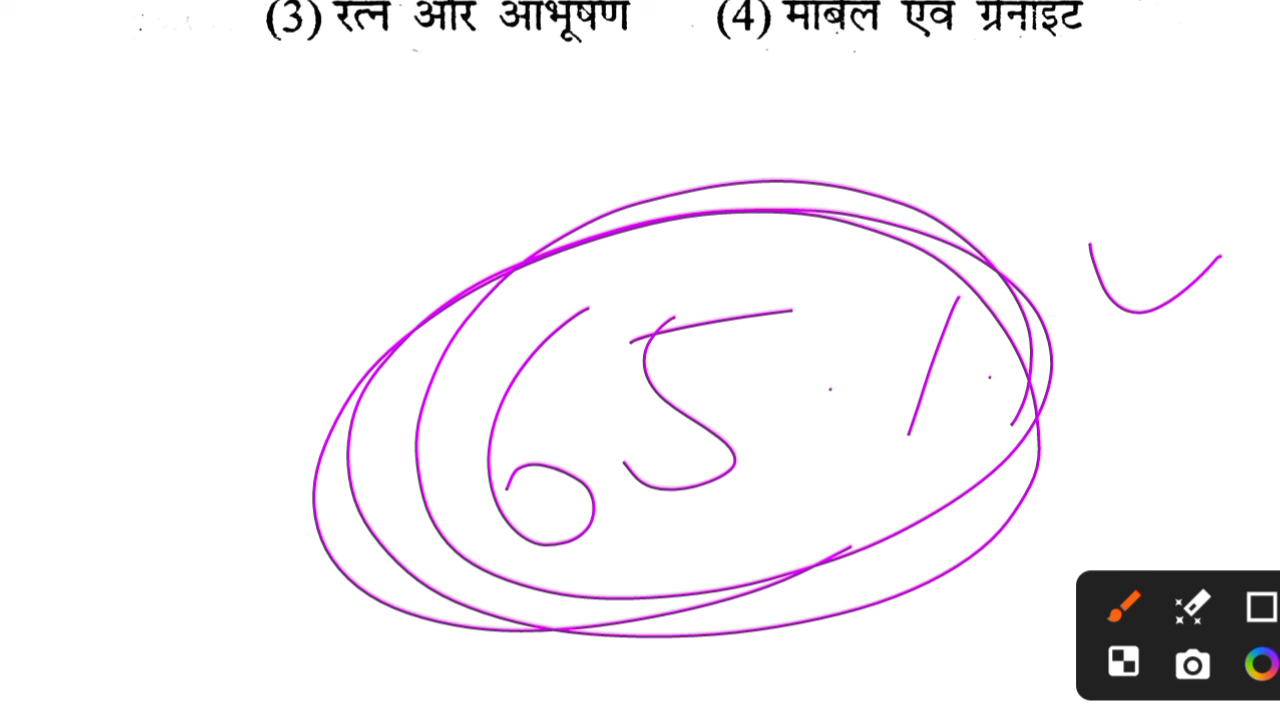 (3) रत्न और आभूषण (4) मार्बल एवं ग्रेनाइट
65 %